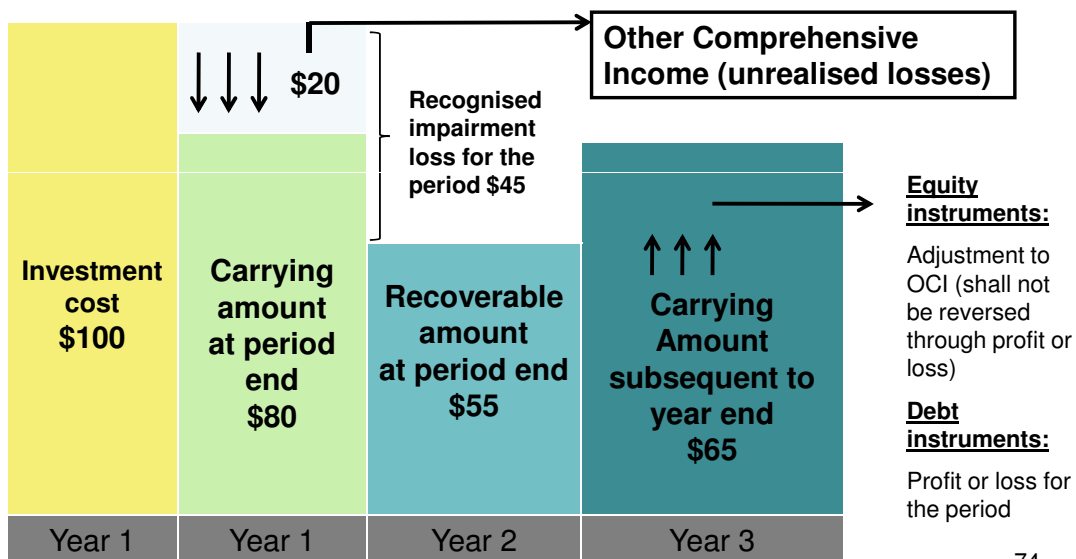 Other Comprehensive
Income (unrealised losses)
$20
Recognised
impairment
loss for the
period $45
Investment
cost
$100
Carrying
amount
at period
end
$80
Recoverable
amount
at period end
$55
Carrying
Amount
subsequent to
year end
$65
Equity
instruments:
Adjustment to
OCI (shall not
be reversed
through profit or
loss)
Debt
instruments:
Profit or loss for
the period
Year 1
Year 1
Year 2
Year 3